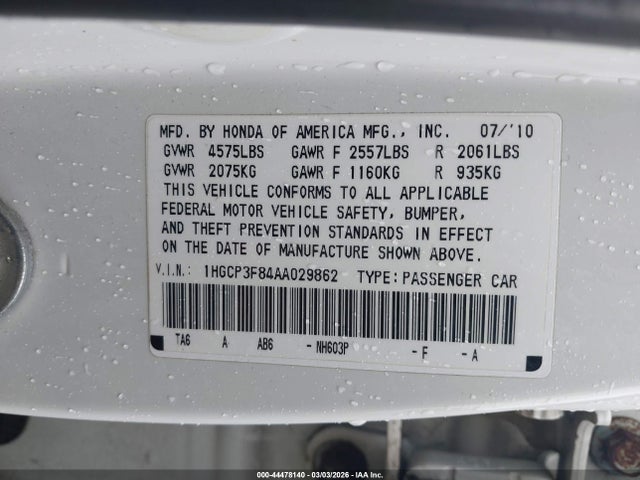 MFD. BY HONDA OF AMERICA MFG., INC. 07/'10
GVWR 4575LBS GAWR F 2557LBS R 2061LBS
GVWR 2075KG GAWR F 1160KG R 935KG
THIS VEHICLE CONFORMS TO ALL APPLICABLE
FEDERAL MOTOR VEHICLE SAFETY, BUMPER,
AND THEFT PREVENTION STANDARDS IN EFFECT
ON THE DATE OF MANUFACTURE SHOWN ABOVE.
V.I.N.: 1HGCP3F84AA029862 TYPE:PASSENGER CAR
TA6 A AB6 -NH603P -F -A
000-44478140 - 03/03/2026 - IAA Inc.